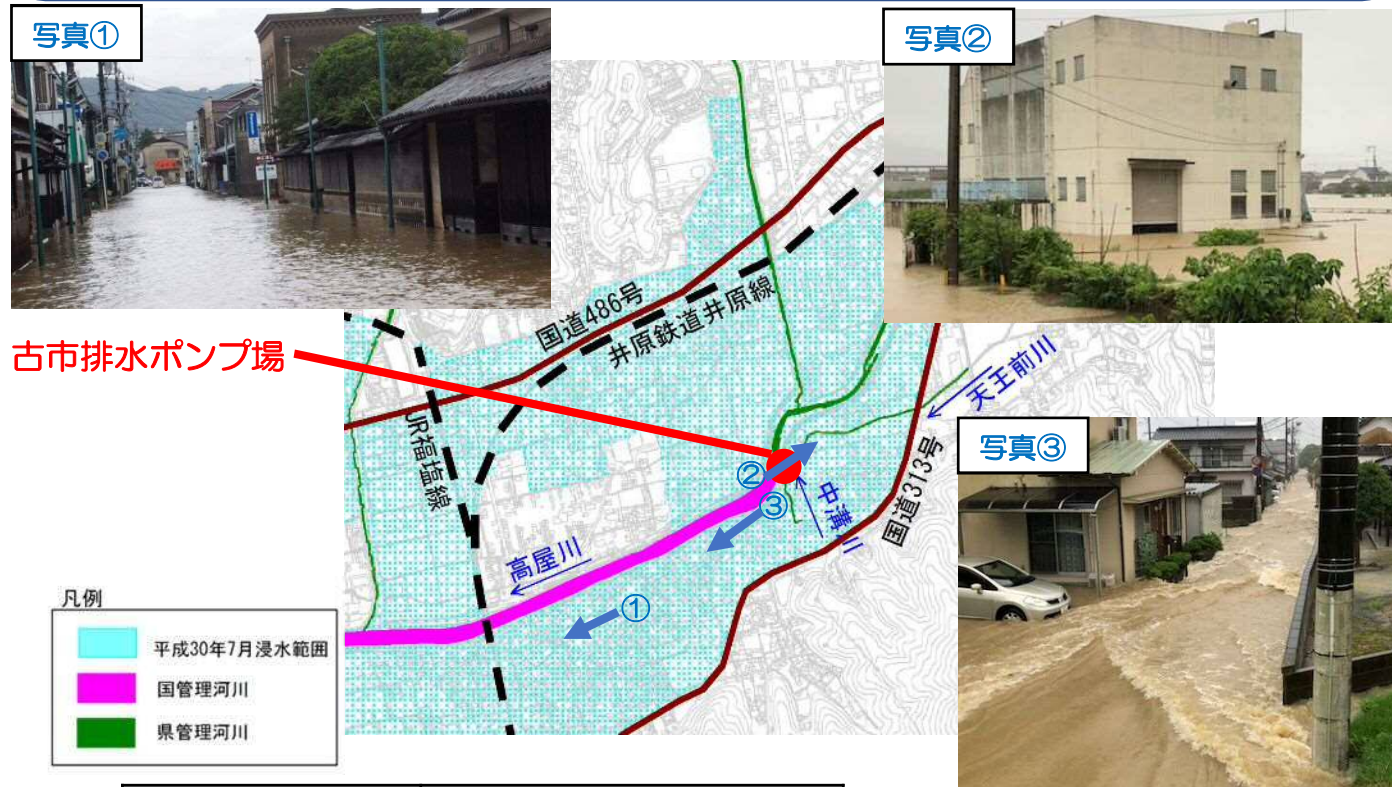 写真①
写真②
国道486号
井原鉄道井原線
古市排水ポンプ場
JR福塩線
天王前川
写真③
②
③
中溝川
国道313号
高屋川
①
凡例
平成30年7月浸水範囲
国管理河川
県管理河川